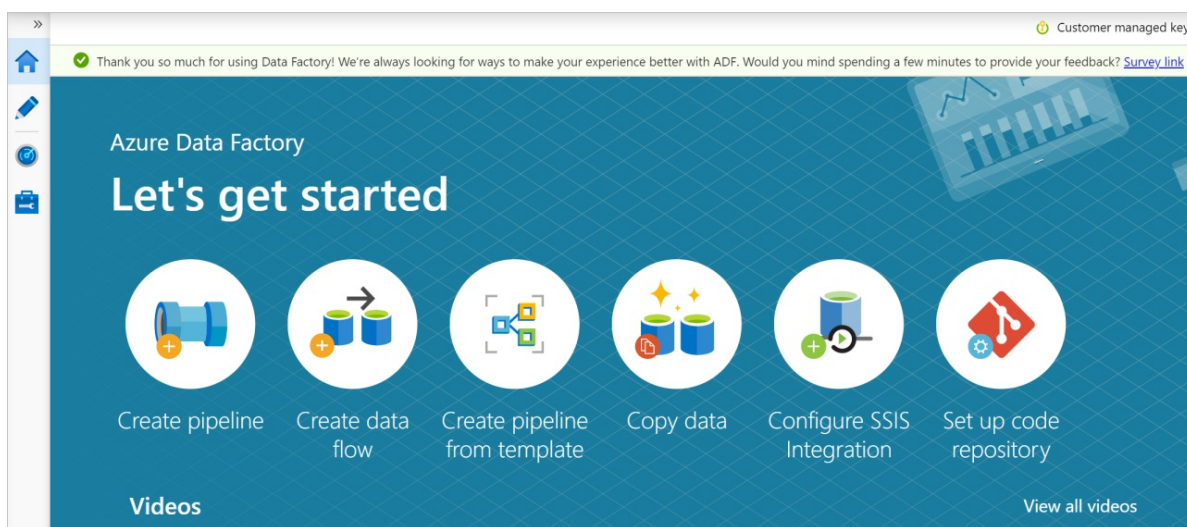 »
Customer managed key
Thank you so much for using Data Factory! We're always looking for ways to make your experience better with ADF. Would you mind spending a few minutes to provide your feedback? Survey link
Azure Data Factory
Let's get started
Create pipeline
Create data
flow
Create pipeline
from template
Copy data
Configure SSIS
Integration
Set up code
repository
Videos
View all videos